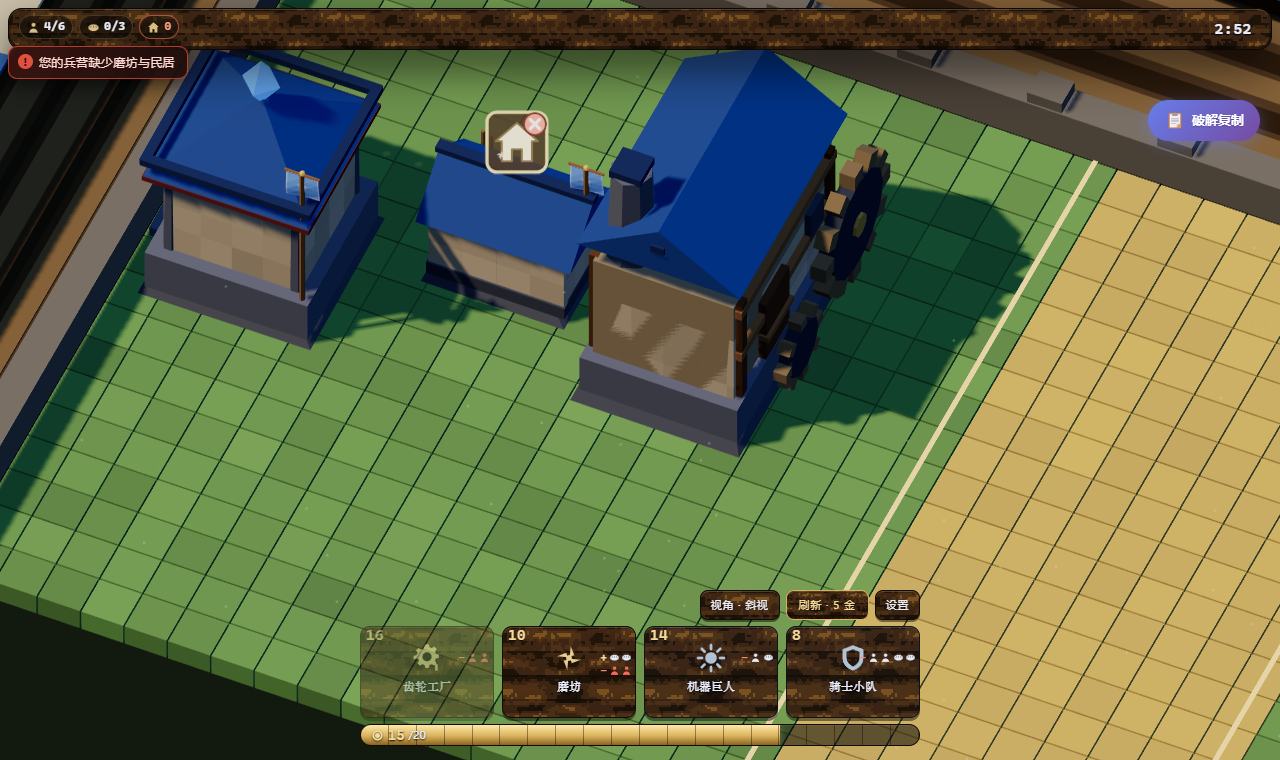 4/6
0/3
0
2:52
! 您的兵营缺少磨坊与民居
破解复制
视角 · 斜视
刷新 · 5 金
设置
16
齿轮工厂
10
磨坊
14
机器巨人
8
骑士小队
15/20